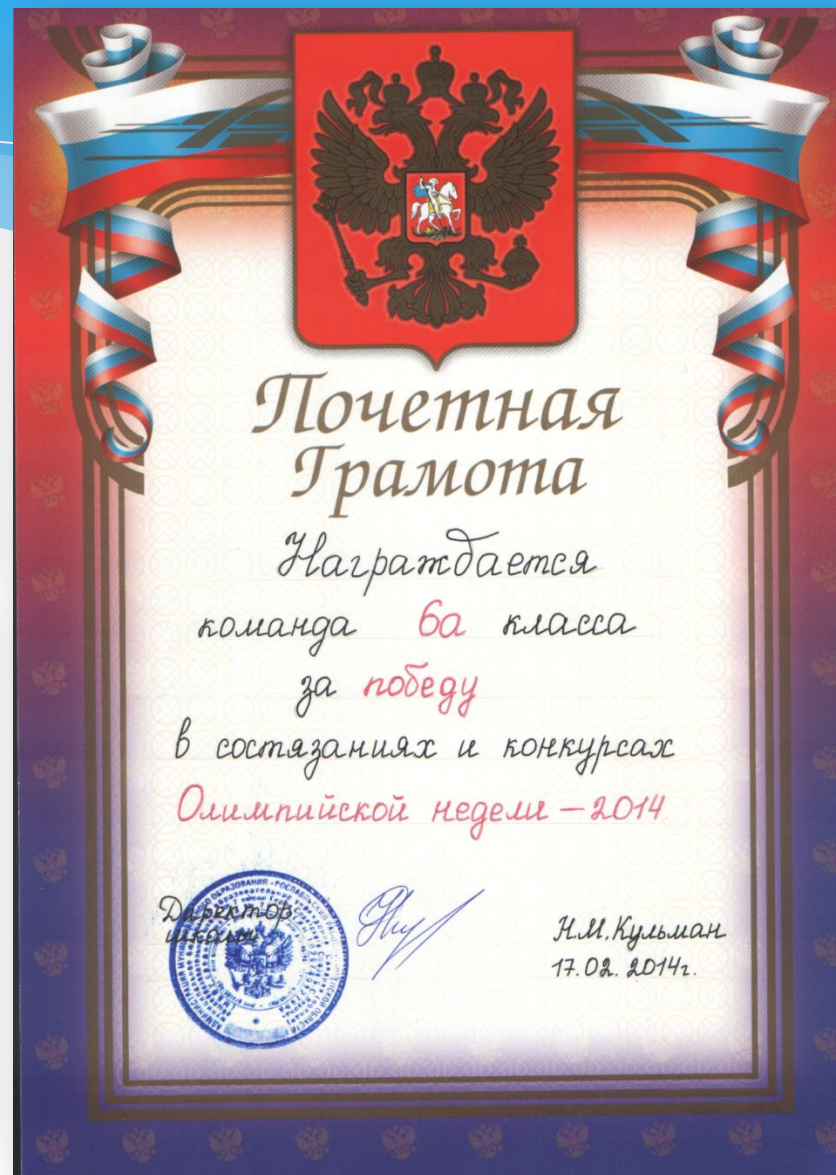 Почетная
Грамота
Награждается
команда 6а класса
за победу
в состязаниях и конкурсах
Олимпийской недели – 2014
Директор
школы
Н.М. Кульман
17.02.2014г.